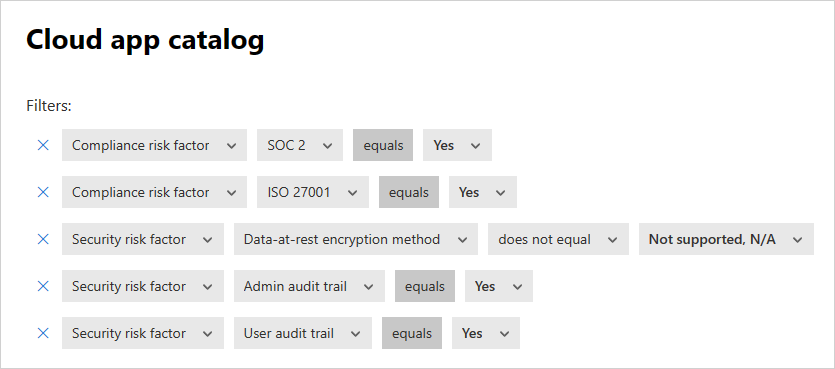 Cloud app catalog
Filters:
Compliance risk factor SOC 2 equals Yes
Compliance risk factor ISO 27001 equals Yes
Security risk factor Data-at-rest encryption method does not equal Not supported, N/A
Security risk factor Admin audit trail equals Yes
Security risk factor User audit trail equals Yes